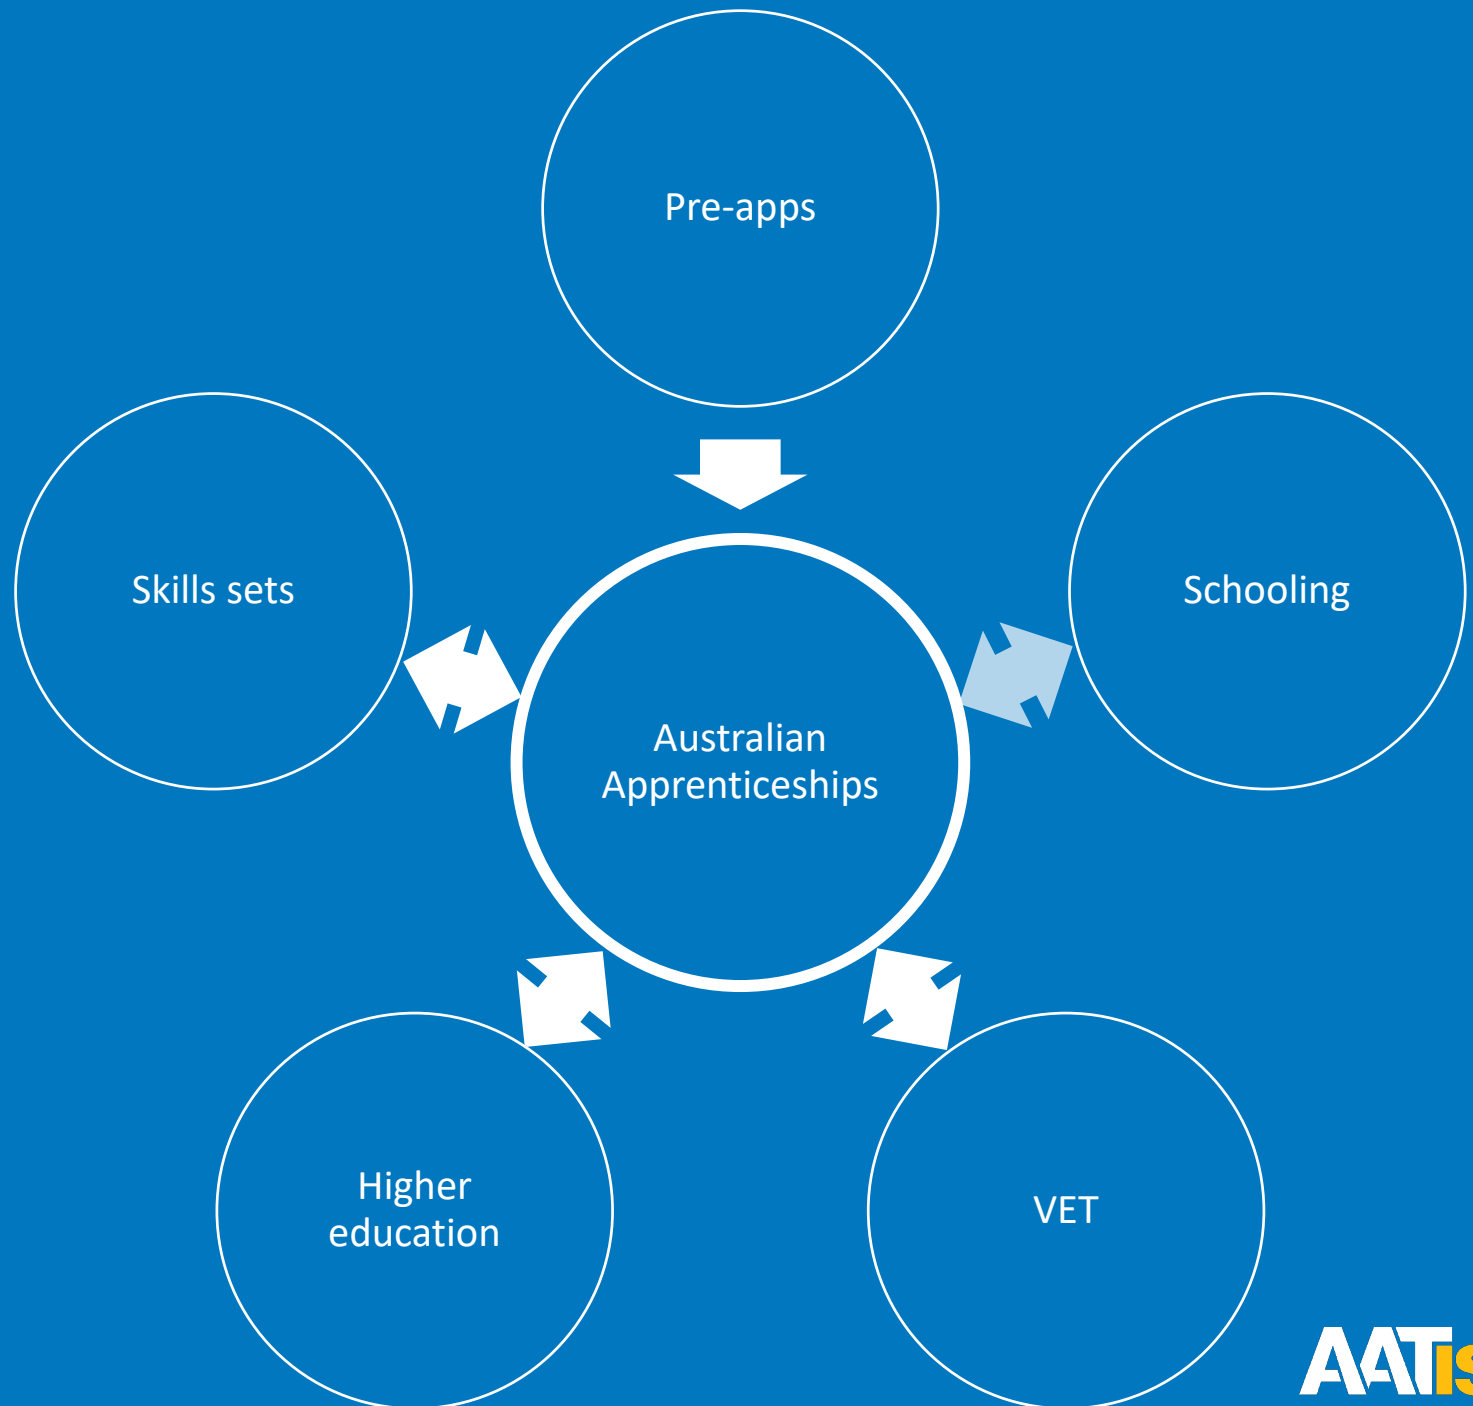 Pre-apps
Skills sets
Schooling
Australian
Apprenticeships
Higher
education
VET
AATis